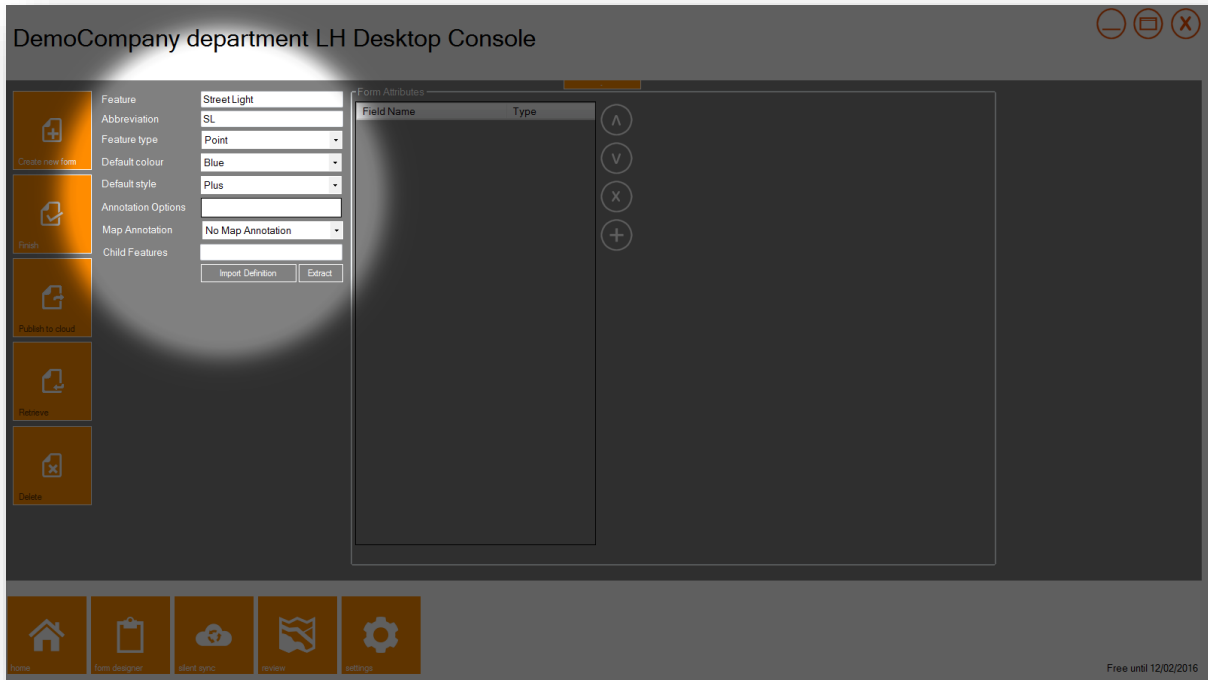 DemoCompany department LH Desktop Console
X
Form Attributes
Feature Street Light
Field Name Type
Abbreviation SL
Feature type Point
Create new form
Default colour Blue
Default style Plus
X
Annotation Options
Map Annotation No Map Annotation
Finish
Child Features
Import Definition Extract
Publish to cloud
Retrieve
Delete
home form designer silent sync review settings
Free until 12/02/2016